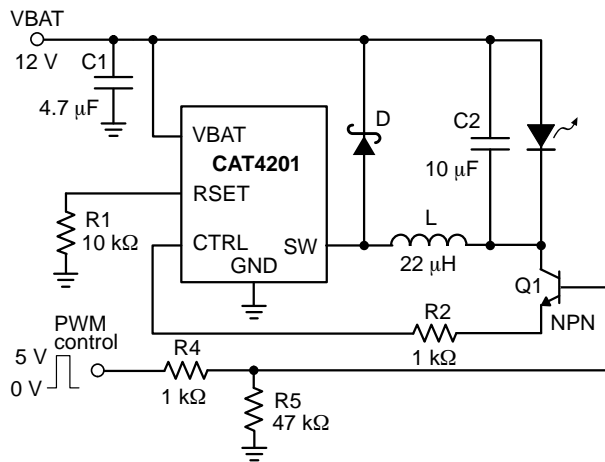 VBAT
12 V
C1
4.7 μF
D
C2
10 μF
VBAT
CAT4201
RSET
R1
10 kΩ
CTRL
SW
L
22 μH
GND
Q1
NPN
R2
1 kΩ
PWM
control
5 V
0 V
R4
1 kΩ
R5
47 kΩ